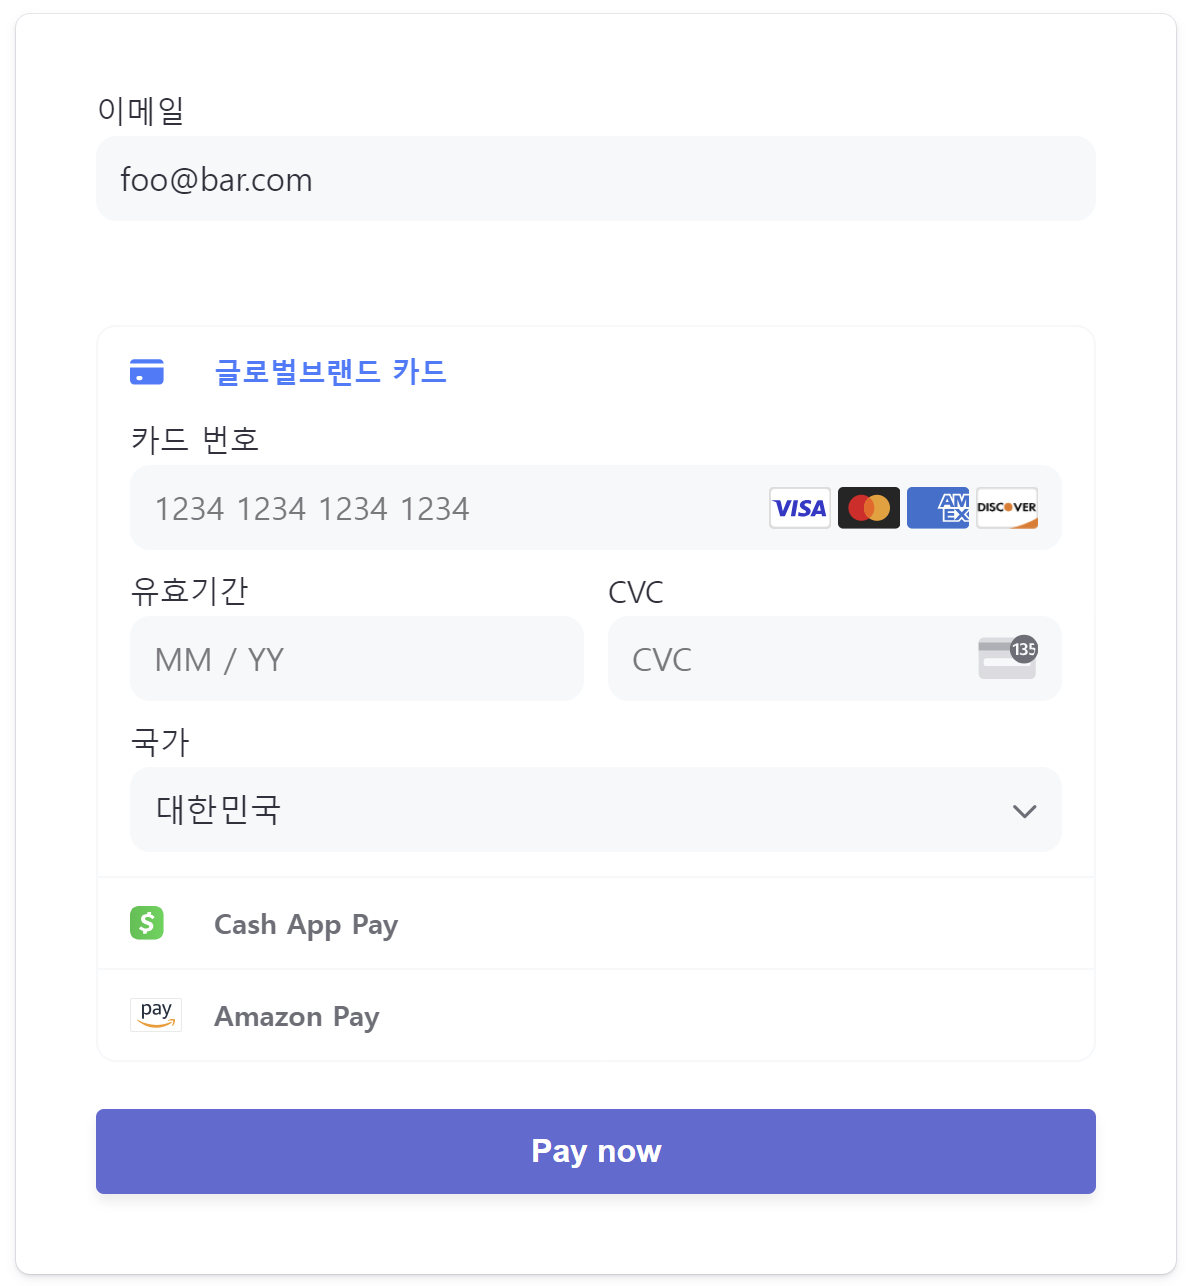 이메일
foo@bar.com
글로벌브랜드 카드
카드 번호
1234 1234 1234 1234 VISA AM EX DISCOVER
유효기간 CVC
MM / YY CVC 135
국가
대한민국
$ Cash App Pay
pay Amazon Pay
Pay now